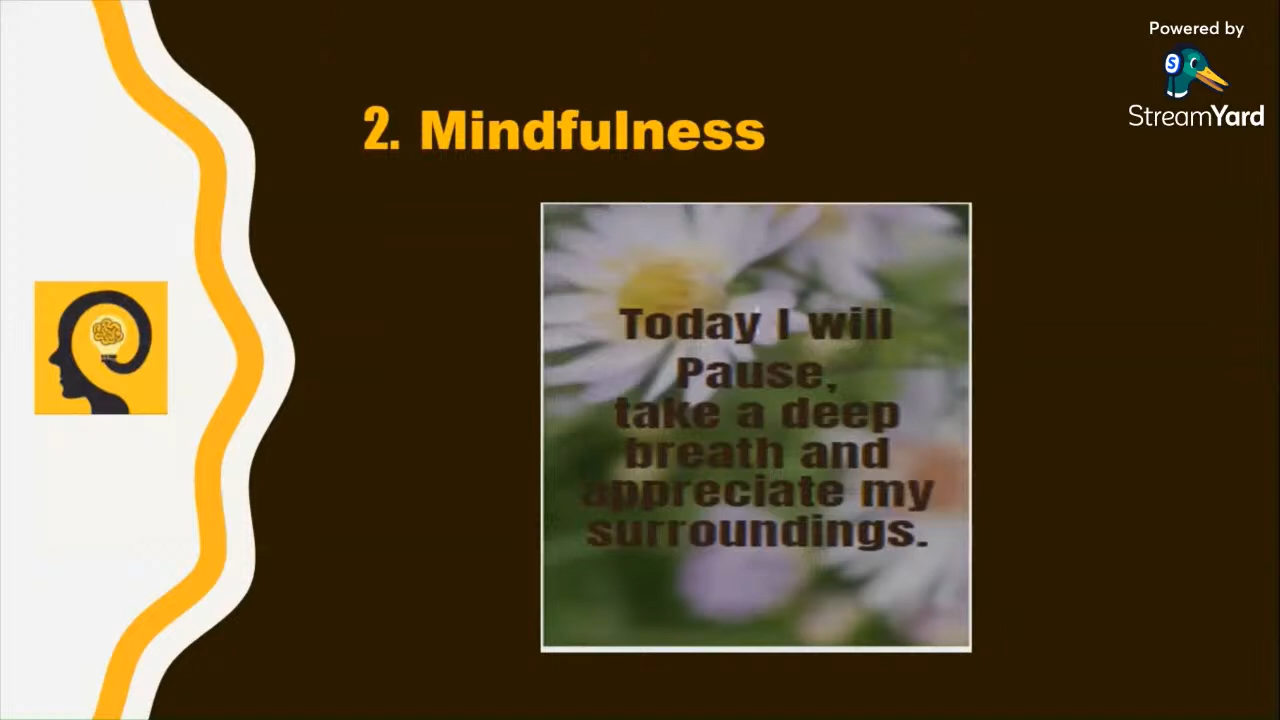 Powered by
StreamYard
2. Mindfulness
Today I will
Pause,
take a deep
breath and
appreciate my
surroundings.